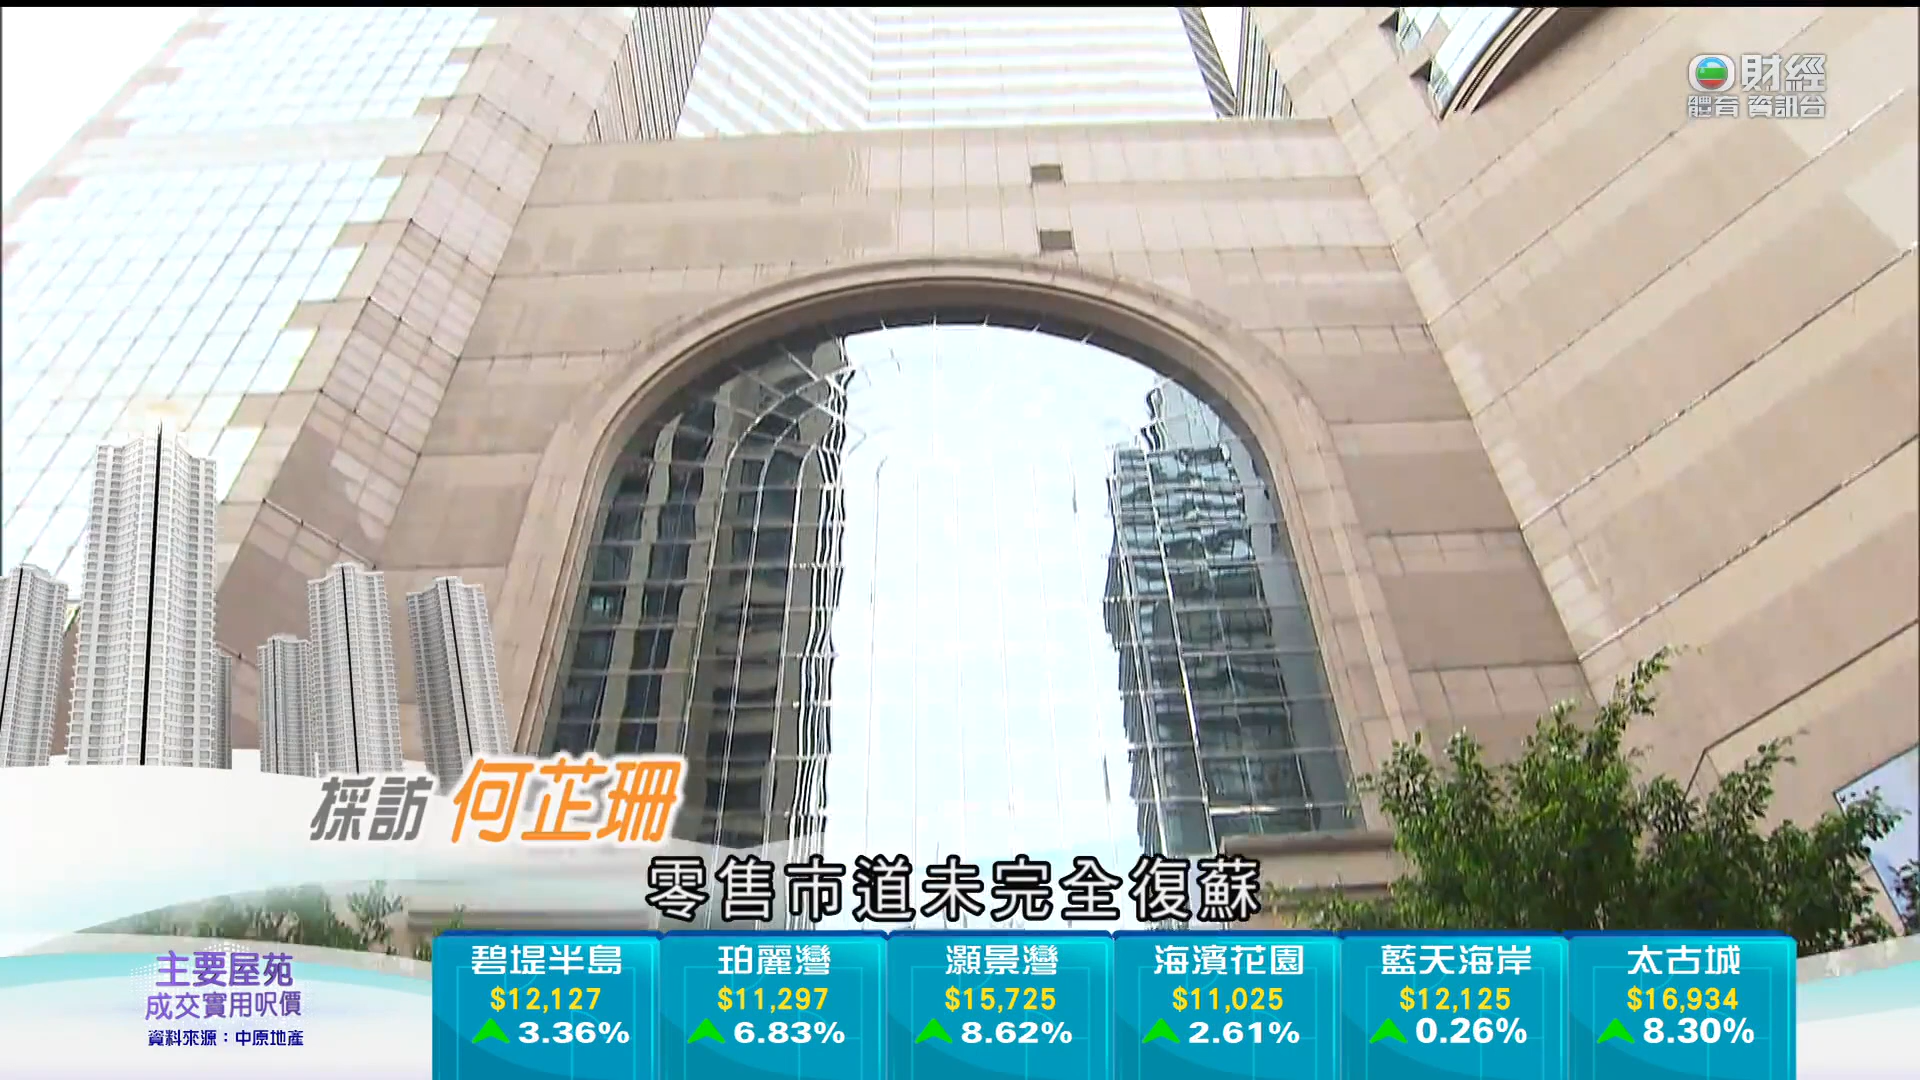 財經
體育 資訊台
採訪 何芷珊
零售市道未完全復蘇
主要屋苑
成交實用呎價
資料來源：中原地產
碧堤半島
$12,127
3.36%
珀麗灣
$11,297
6.83%
灝景灣
$15,725
8.62%
海濱花園
$11,025
2.61%
藍天海岸
$12,125
0.26%
太古城
$16,934
8.30%